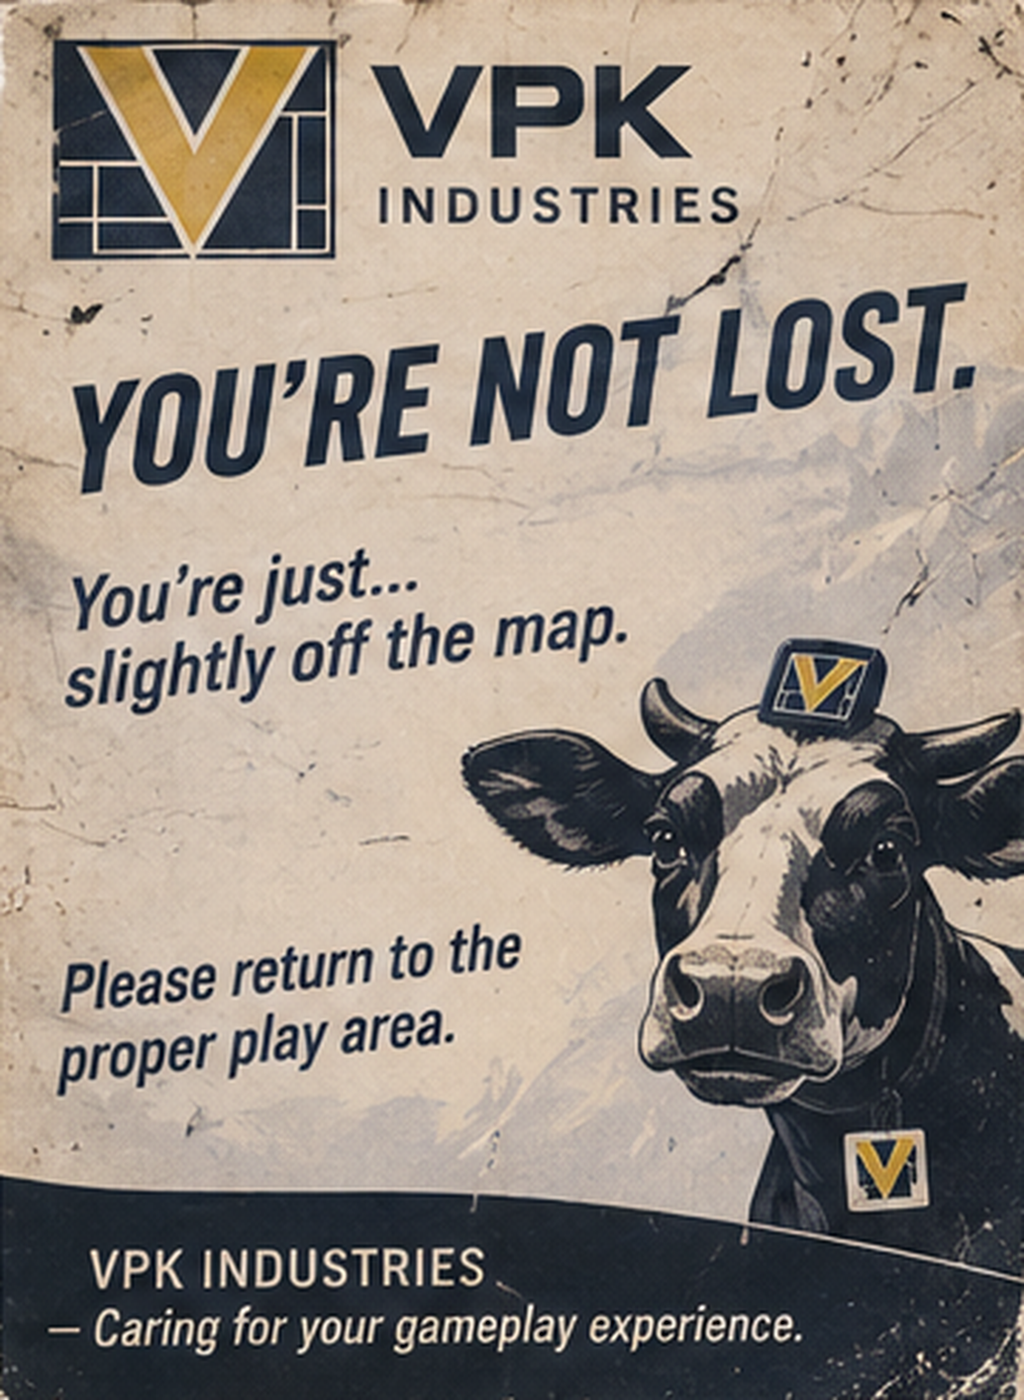 VPK
INDUSTRIES
YOU'RE NOT LOST.
You're just...
slightly off the map.
Please return to the
proper play area.
VPK INDUSTRIES
– Caring for your gameplay experience.